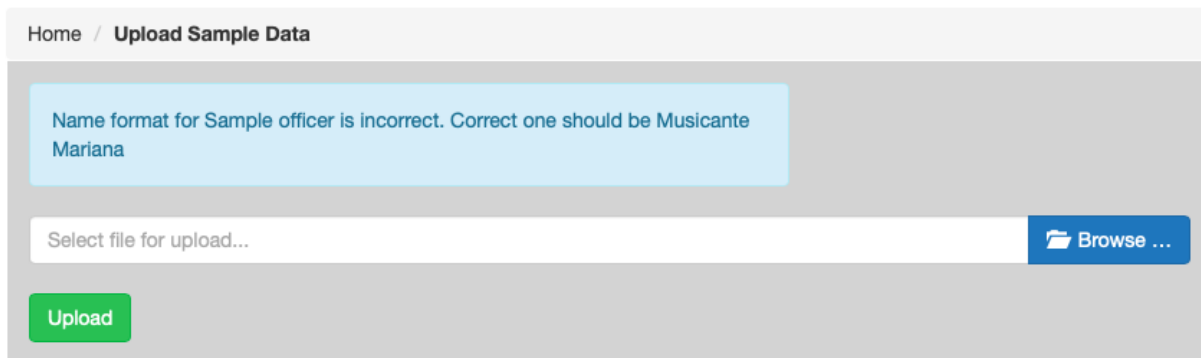 Home / Upload Sample Data
Name format for Sample officer is incorrect. Correct one should be Musicante
Mariana
Select file for upload...
Browse ...
Upload